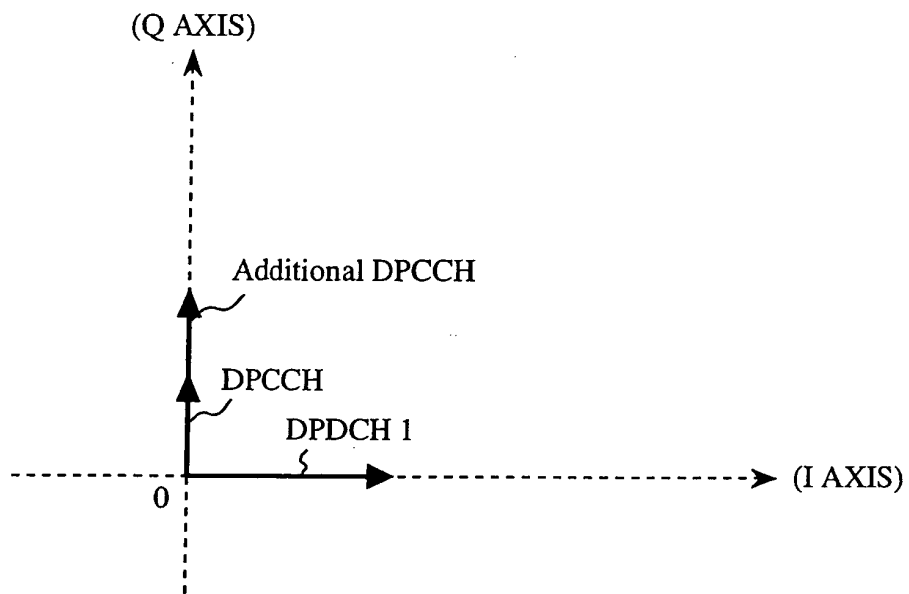 (Q AXIS)
Additional DPCCH
DPCCH
DPDCH 1
0
(I AXIS)